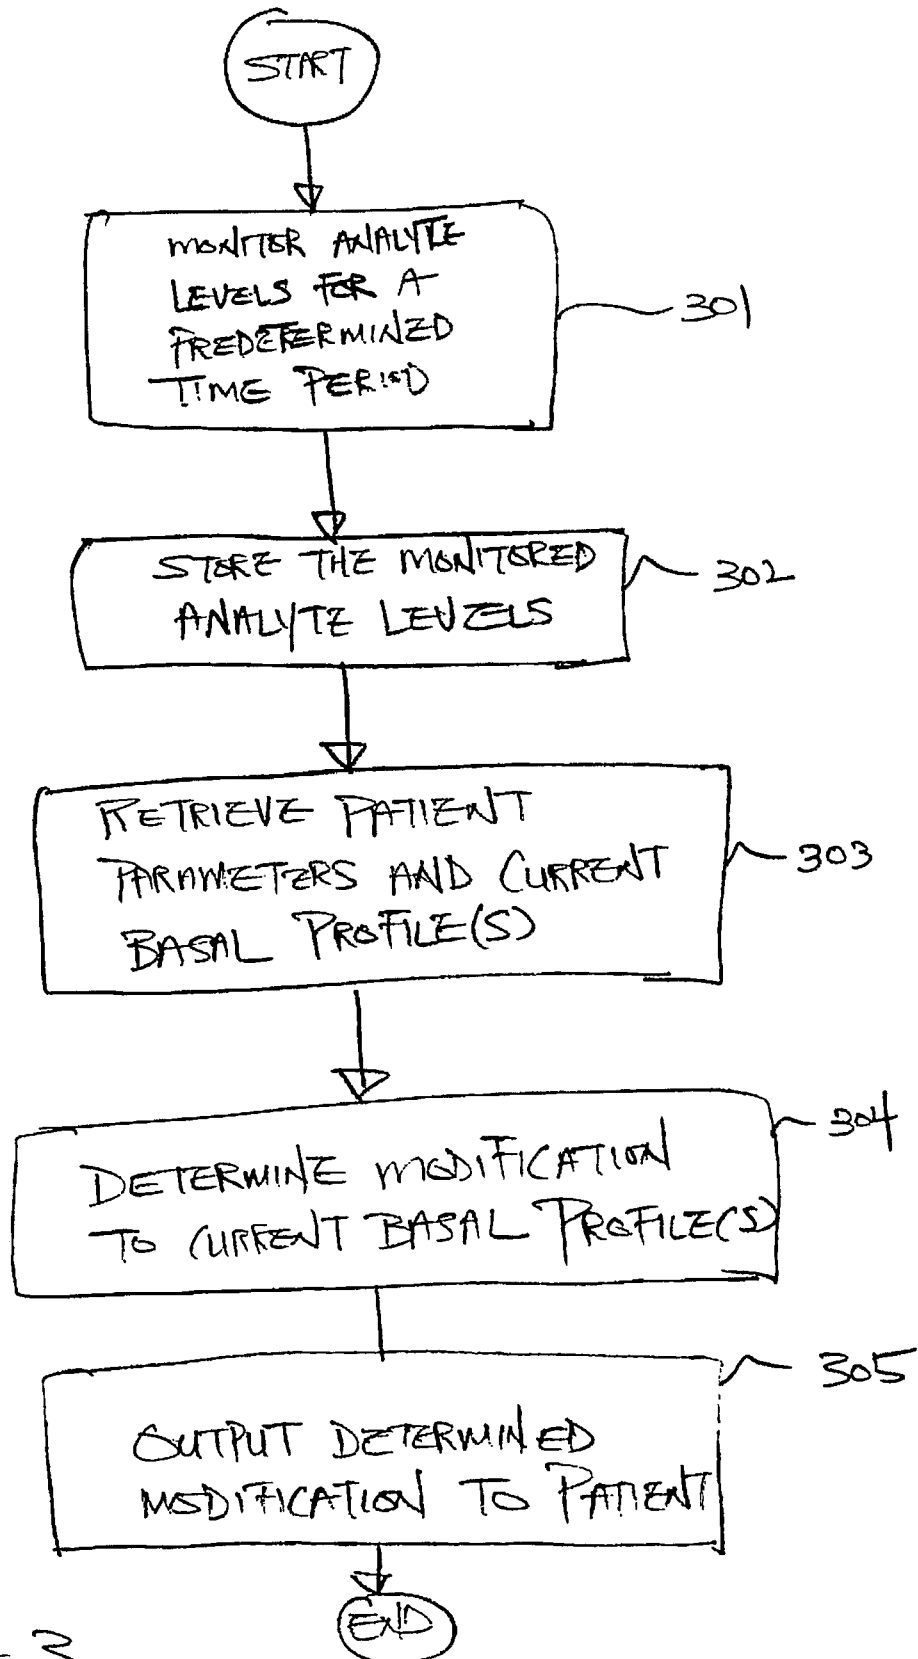 START
MONITOR ANALYTE
LEVELS FOR A
PREDETERMINED
TIME PERIOD
301
STORE THE MONITORED
ANALYTE LEVELS
302
RETRIEVE PATIENT
PARAMETERS AND CURRENT
BASAL PROFILE(S)
303
DETERMINE MODIFICATION
TO CURRENT BASAL PROFILE(S)
304
OUTPUT DETERMINED
MODIFICATION TO PATIENT
305
END
3